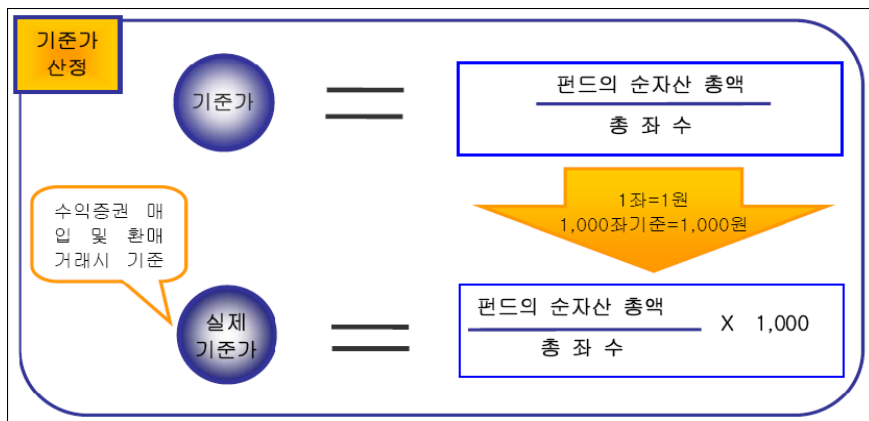 기준가
산정
기준가
펀드의 순자산 총액
총 좌 수
1좌=1원
1,000좌기준=1,000원
수익증권 매
입 및 환매
거래시 기준
실제
기준가
펀드의 순자산 총액
총 좌 수
X 1,000